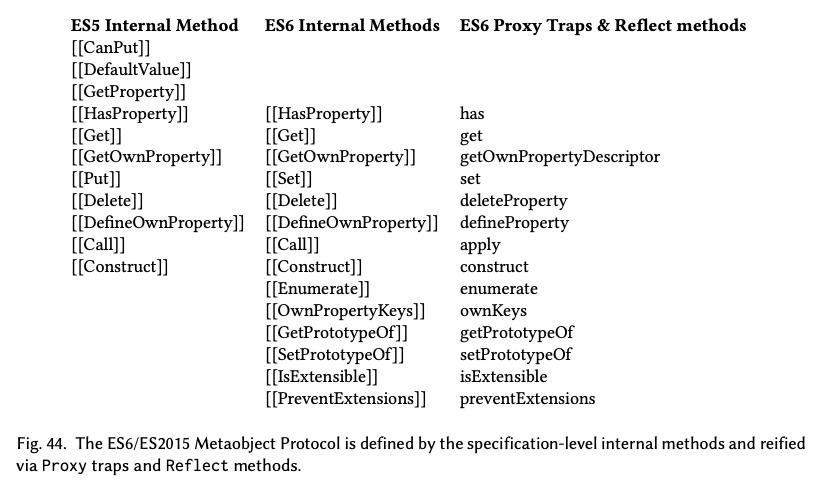 ES5 Internal Method ES6 Internal Methods ES6 Proxy Traps & Reflect methods
[[CanPut]]
[[DefaultValue]]
[[GetProperty]]
[[HasProperty]] [[HasProperty]] has
[[Get]] [[Get]] get
[[GetOwnProperty]] [[GetOwnProperty]] getOwnPropertyDescriptor
[[Put]] [[Set]] set
[[Delete]] [[Delete]] deleteProperty
[[DefineOwnProperty]] [[DefineOwnProperty]] defineProperty
[[Call]] [[Call]] apply
[[Construct]] [[Construct]] construct
[[Enumerate]] enumerate
[[OwnPropertyKeys]] ownKeys
[[GetPrototypeOf]] getPrototypeOf
[[SetPrototypeOf]] setPrototypeOf
[[IsExtensible]] isExtensible
[[PreventExtensions]] preventExtensions
Fig. 44. The ES6/ES2015 Metaobject Protocol is defined by the specification-level internal methods and reified
via Proxy traps and Reflect methods.